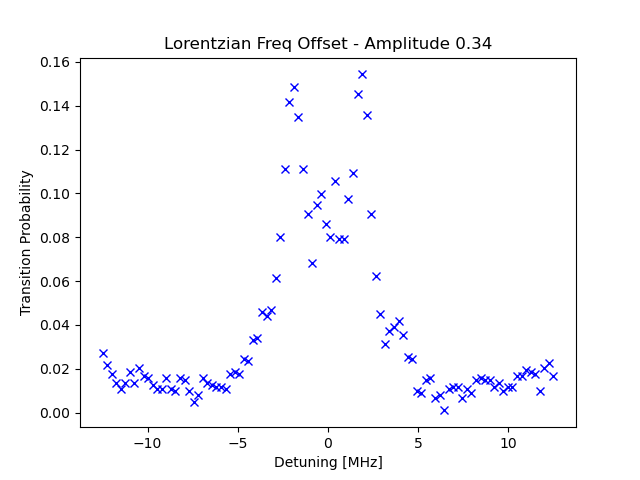 Lorentzian Freq Offset - Amplitude 0.34
0.16
0.14
0.12
0.10
0.08
0.06
0.04
0.02
0.00
Transition Probability
−10 −5 0 5 10
Detuning [MHz]